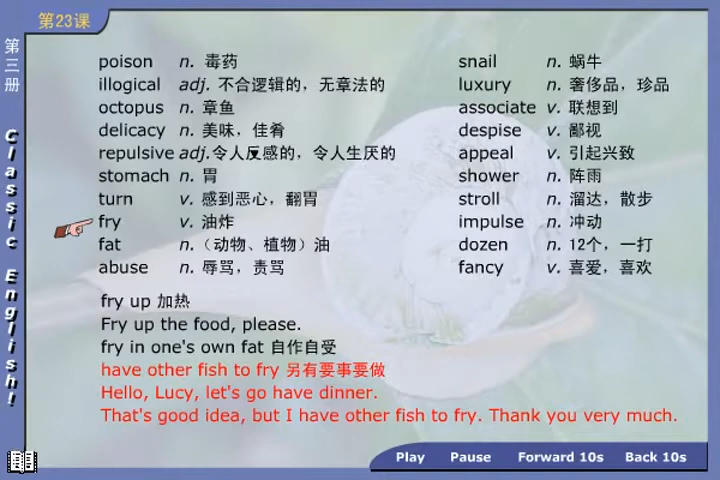 第23课
第三册
Classic English!
poison n. 毒药
illogical adj. 不合逻辑的，无章法的
octopus n. 章鱼
delicacy n. 美味，佳肴
repulsive adj.令人反感的，令人生厌的
stomach n. 胃
turn v. 感到恶心，翻胃
fry v. 油炸
fat n.（动物、植物）油
abuse n. 辱骂，责骂
snail n. 蜗牛
luxury n. 奢侈品，珍品
associate v. 联想到
despise v. 鄙视
appeal v. 引起兴致
shower n. 阵雨
stroll n. 溜达，散步
impulse n. 冲动
dozen n. 12个，一打
fancy v. 喜爱，喜欢
fry up 加热
Fry up the food, please.
fry in one's own fat 自作自受
have other fish to fry 另有要事要做
Hello, Lucy, let's go have dinner.
That's good idea, but I have other fish to fry. Thank you very much.
Play Pause Forward 10s Back 10s